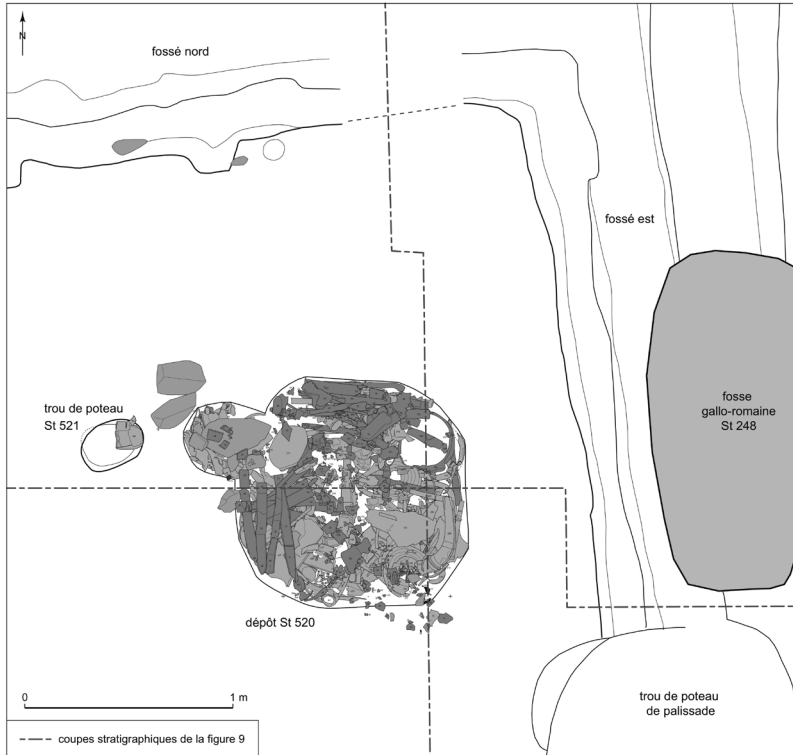 N
fossé nord
fossé est
fosse
gallo-romaine
St 248
trou de poteau
St 521
dépôt St 520
0
1 m
trou de poteau
de palissade
coupes stratigraphiques de la figure 9